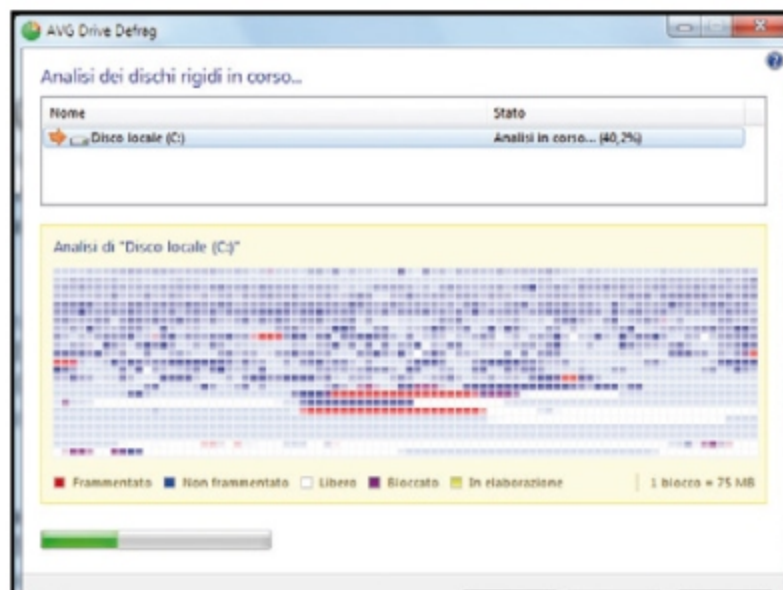 AVG Drive Defrag
Analisi dei dischi rigidi in corso...
Nome Stato
Disco locale (C:) Analisi in corso... (40,2%)
Analisi di "Disco locale (C:)"
Frammentato Non frammentato Libero Bloccato In elaborazione 1 blocco = 75 MB